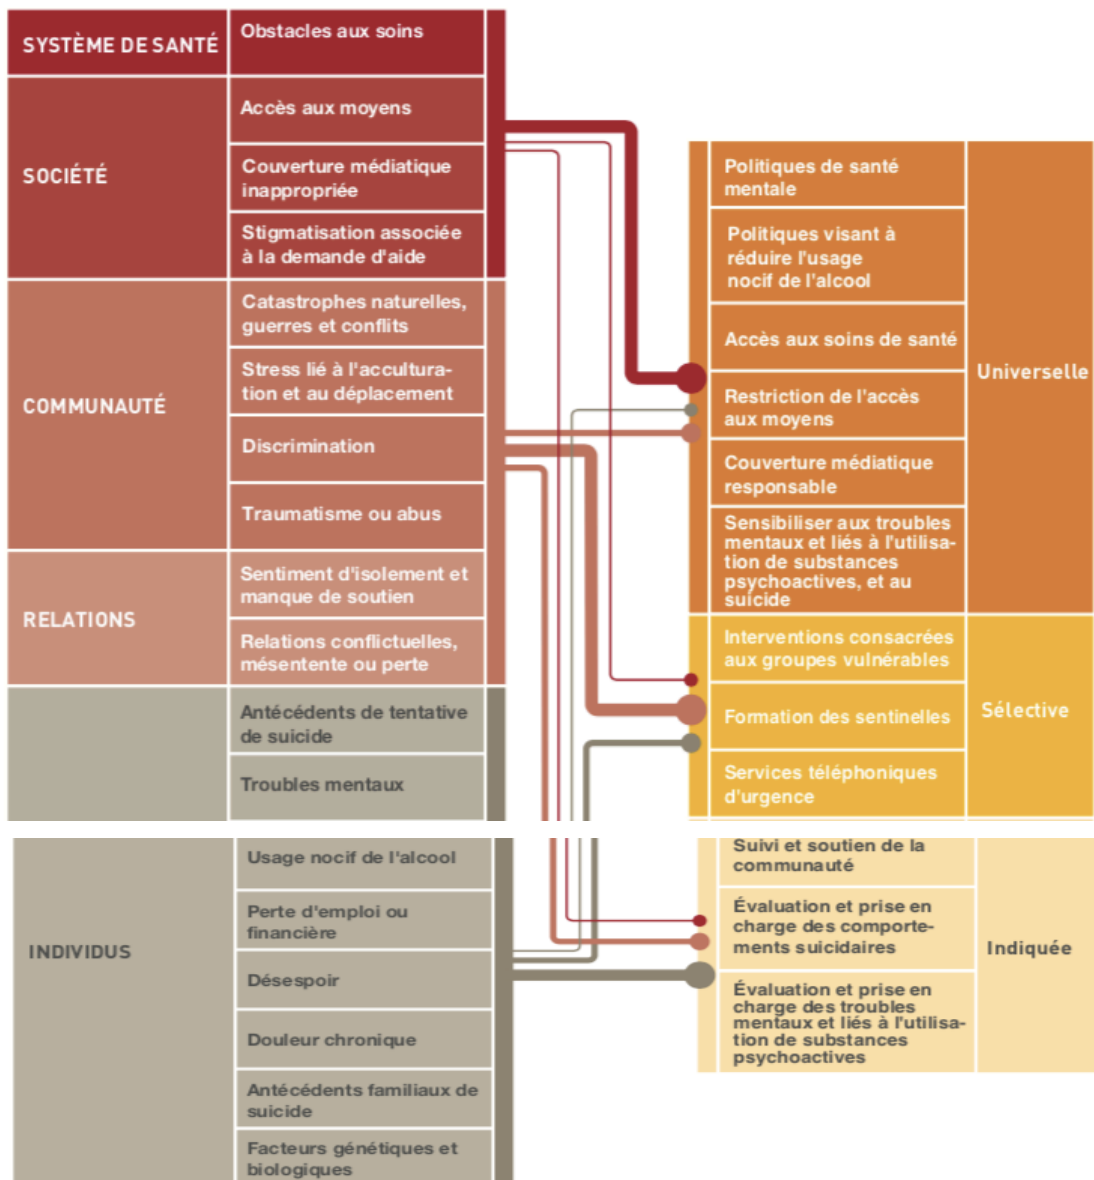 SYSTÈME DE SANTÉ
Obstacles aux soins
SOCIÉTÉ
Accès aux moyens
Couverture médiatique
inappropriée
Stigmatisation associée
à la demande d'aide
COMMUNAUTÉ
Catastrophes naturelles,
guerres et conflits
Stress lié à l'accultura-
tion et au déplacement
Discrimination
Traumatisme ou abus
RELATIONS
Sentiment d'isolement et
manque de soutien
Relations conflictuelles,
mésentente ou perte
Antécédents de tentative
de suicide
Troubles mentaux
INDIVIDUS
Usage nocif de l'alcool
Perte d'emploi ou
financière
Désespoir
Douleur chronique
Antécédents familiaux de
suicide
Facteurs génétiques et
biologiques
Politiques de santé
mentale
Politiques visant à
réduire l'usage
nocif de l'alcool
Accès aux soins de santé
Restriction de l'accès
aux moyens
Couverture médiatique
responsable
Sensibiliser aux troubles
mentaux et liés à l'utilisa-
tion de substances
psychoactives, et au
suicide
Universelle
Interventions consacrées
aux groupes vulnérables
Formation des sentinelles
Services téléphoniques
d'urgence
Sélective
Suivi et soutien de la
communauté
Évaluation et prise en
charge des comporte-
ments suicidaires
Évaluation et prise en
charge des troubles
mentaux et liés à l'utilisa-
tion de substances
psychoactives
Indiquée